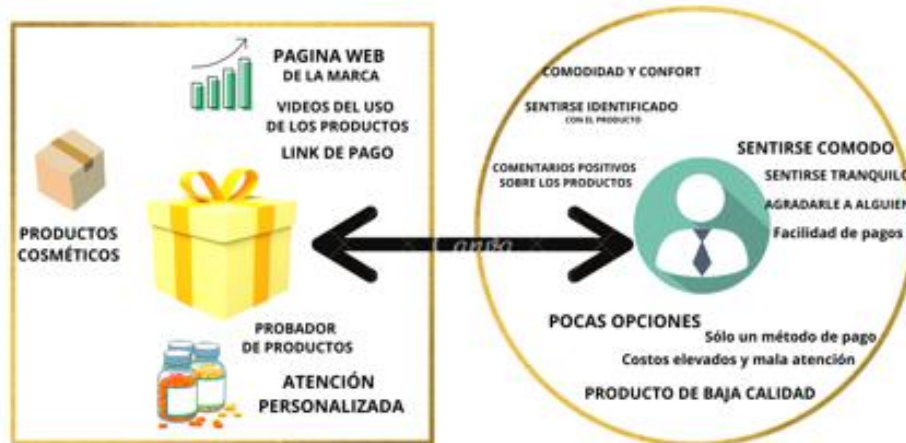 PAGINA WEB
DE LA MARCA
VIDEOS DEL USO
DE LOS PRODUCTOS
LINK DE PAGO
PRODUCTOS
COSMÉTICOS
PROBADOR
DE PRODUCTOS
ATENCIÓN
PERSONALIZADA
Canva
COMODIDAD Y CONFORT
SENTIRSE IDENTIFICADO
CON EL PRODUCTO
COMENTARIOS POSITIVOS
SOBRE LOS PRODUCTOS
SENTIRSE COMODO
SENTIRSE TRANQUILO
AGRADARLE A ALGUIEN
Facilidad de pagos
POCAS OPCIONES
Sólo un método de pago
Costos elevados y mala atención
PRODUCTO DE BAJA CALIDAD